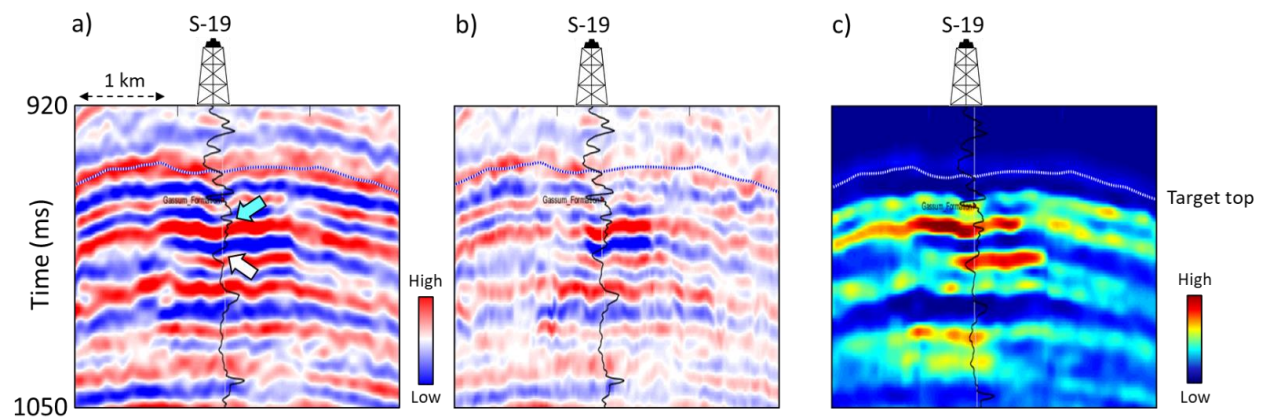 a)
S-19
b)
S-19
c)
S-19
1 km
920
Time (ms)
1050
Gassum_Formation
Gassum_Formation
Gassum_Formation
Target top
High
Low
High
Low